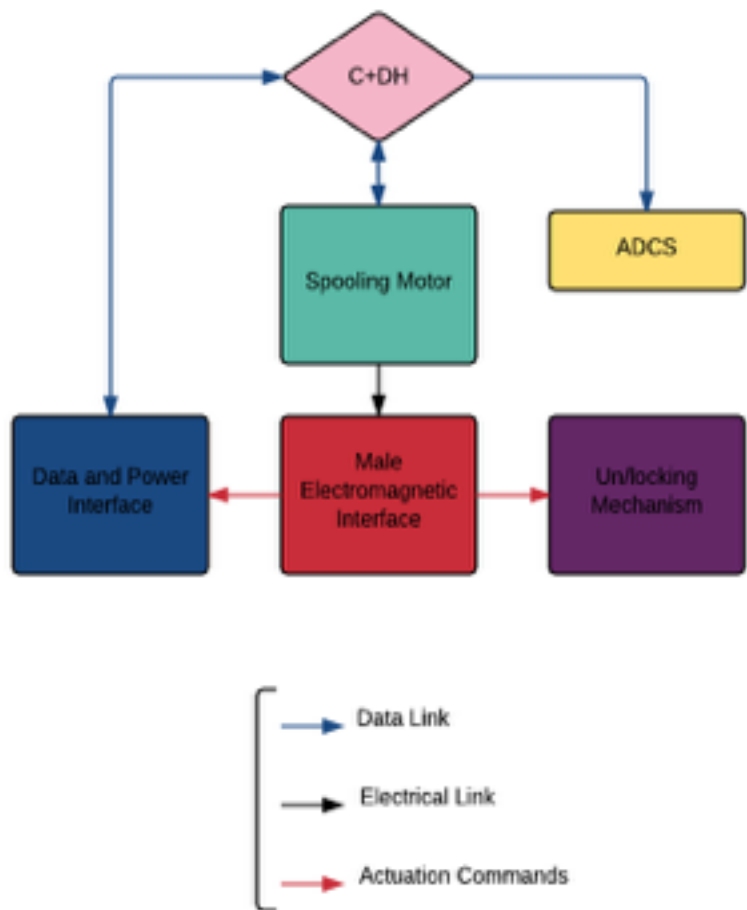 C+DH
Spooling Motor
ADCS
Data and Power
Interface
Male
Electromagnetic
Interface
Un/locking
Mechanism
Data Link
Electrical Link
Actuation Commands